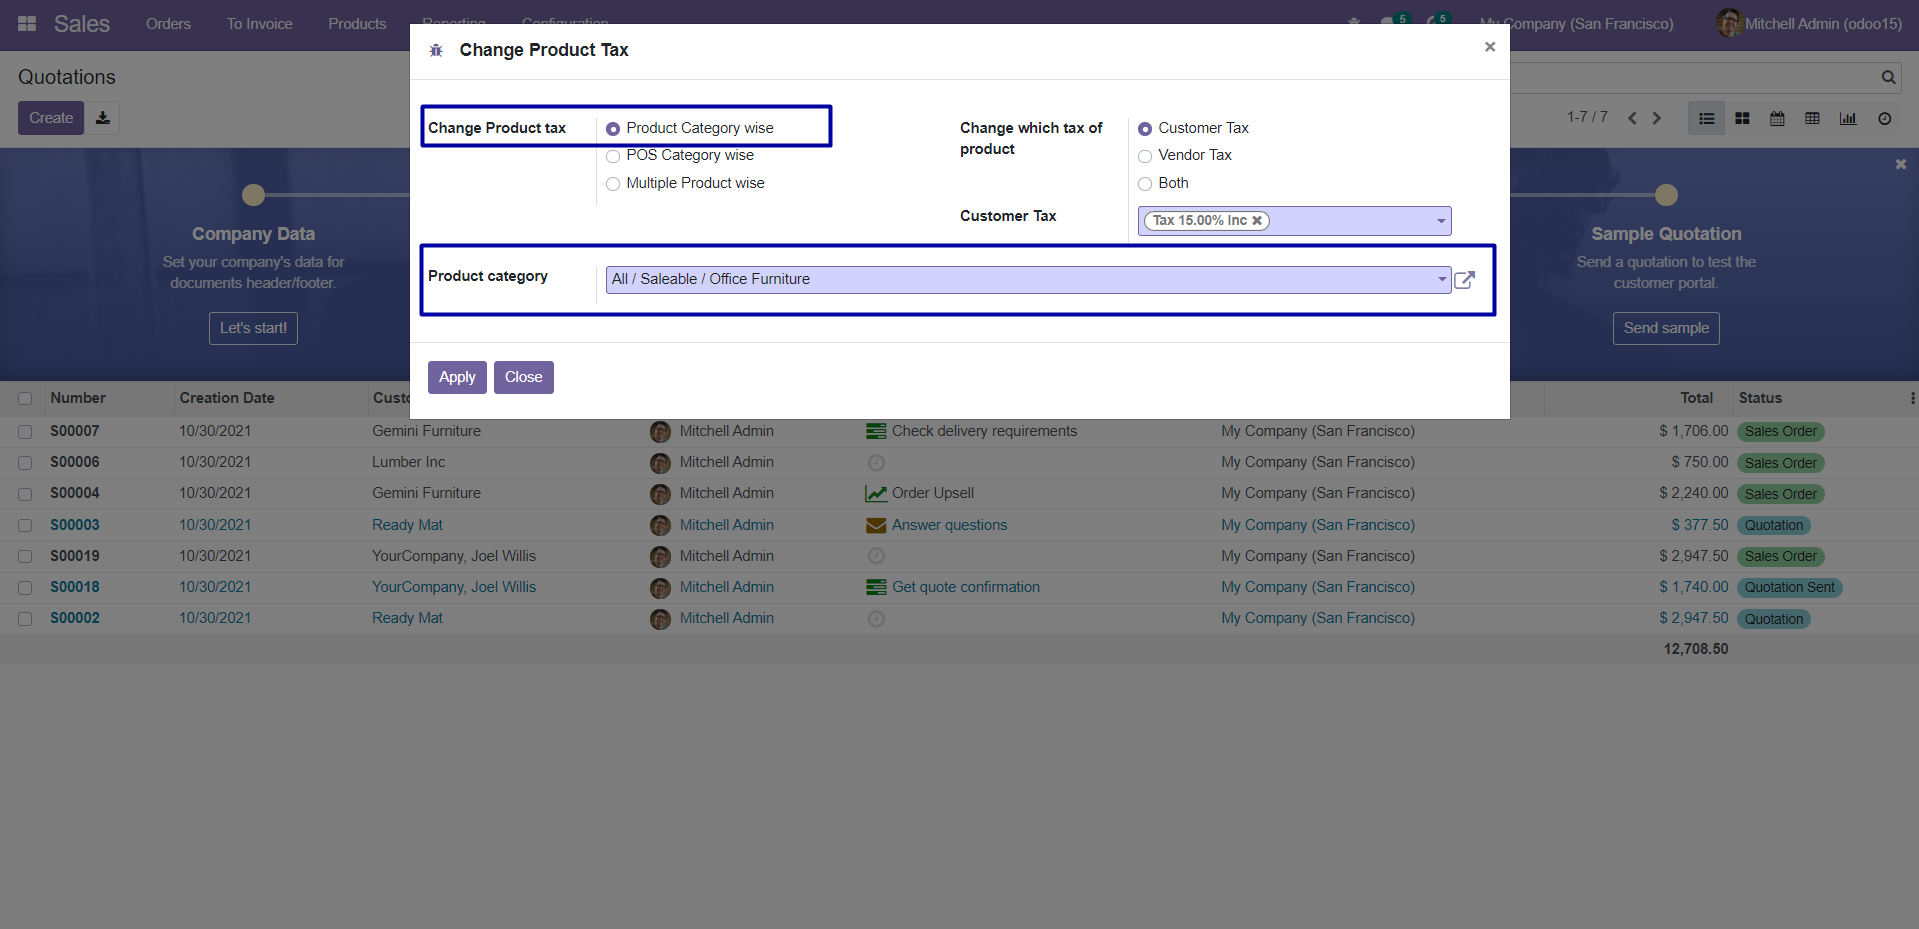 Sales Orders To Invoice Products Reporting Configuration 5 5 My Company (San Francisco) Mitchell Admin (odoo15)
Change Product Tax
Quotations
Create
1-7 / 7
Change Product tax
Product Category wise
POS Category wise
Multiple Product wise
Change which tax of product
Customer Tax
Vendor Tax
Both
Customer Tax Tax 15.00% Inc
Product category All / Saleable / Office Furniture
Apply Close
Company Data
Set your company's data for
documents header/footer.
Let's start!
Sample Quotation
Send a quotation to test the
customer portal.
Send sample
Number Creation Date Total Status
S00007 10/30/2021 Gemini Furniture Mitchell Admin Check delivery requirements My Company (San Francisco) $ 1,706.00 Sales Order
S00006 10/30/2021 Lumber Inc Mitchell Admin My Company (San Francisco) $ 750.00 Sales Order
S00004 10/30/2021 Gemini Furniture Mitchell Admin Order Upsell My Company (San Francisco) $ 2,240.00 Sales Order
S00003 10/30/2021 Ready Mat Mitchell Admin Answer questions My Company (San Francisco) $ 377.50 Quotation
S00019 10/30/2021 YourCompany, Joel Willis Mitchell Admin My Company (San Francisco) $ 2,947.50 Sales Order
S00018 10/30/2021 YourCompany, Joel Willis Mitchell Admin Get quote confirmation My Company (San Francisco) $ 1,740.00 Quotation Sent
S00002 10/30/2021 Ready Mat Mitchell Admin My Company (San Francisco) $ 2,947.50 Quotation
12,708.50